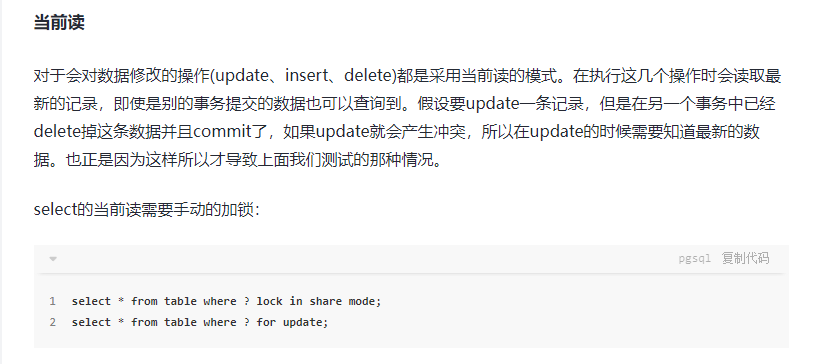 当前读
对于会对数据修改的操作(update、insert、delete)都是采用当前读的模式。在执行这几个操作时会读取最
新的记录，即使是别的事务提交的数据也可以查询到。假设要update一条记录，但是在另一个事务中已经
delete掉这条数据并且commit了，如果update就会产生冲突，所以在update的时候需要知道最新的数
据。也正是因为这样所以才导致上面我们测试的那种情况。
select的当前读需要手动的加锁：
pgsql 复制代码
1 select * from table where ? lock in share mode;
2 select * from table where ? for update;